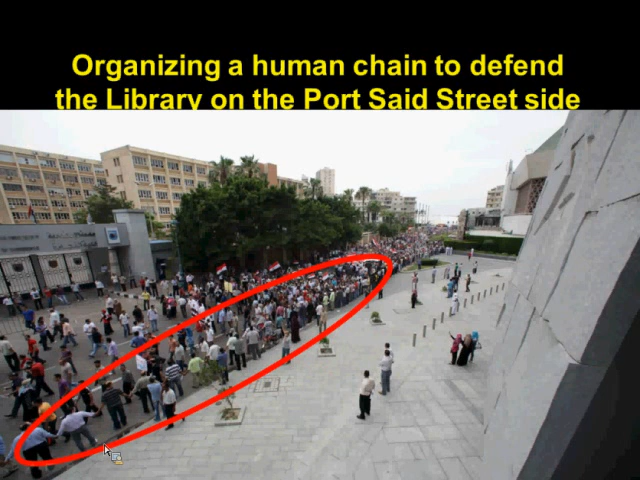 Organizing a human chain to defend
the Library on the Port Said Street side